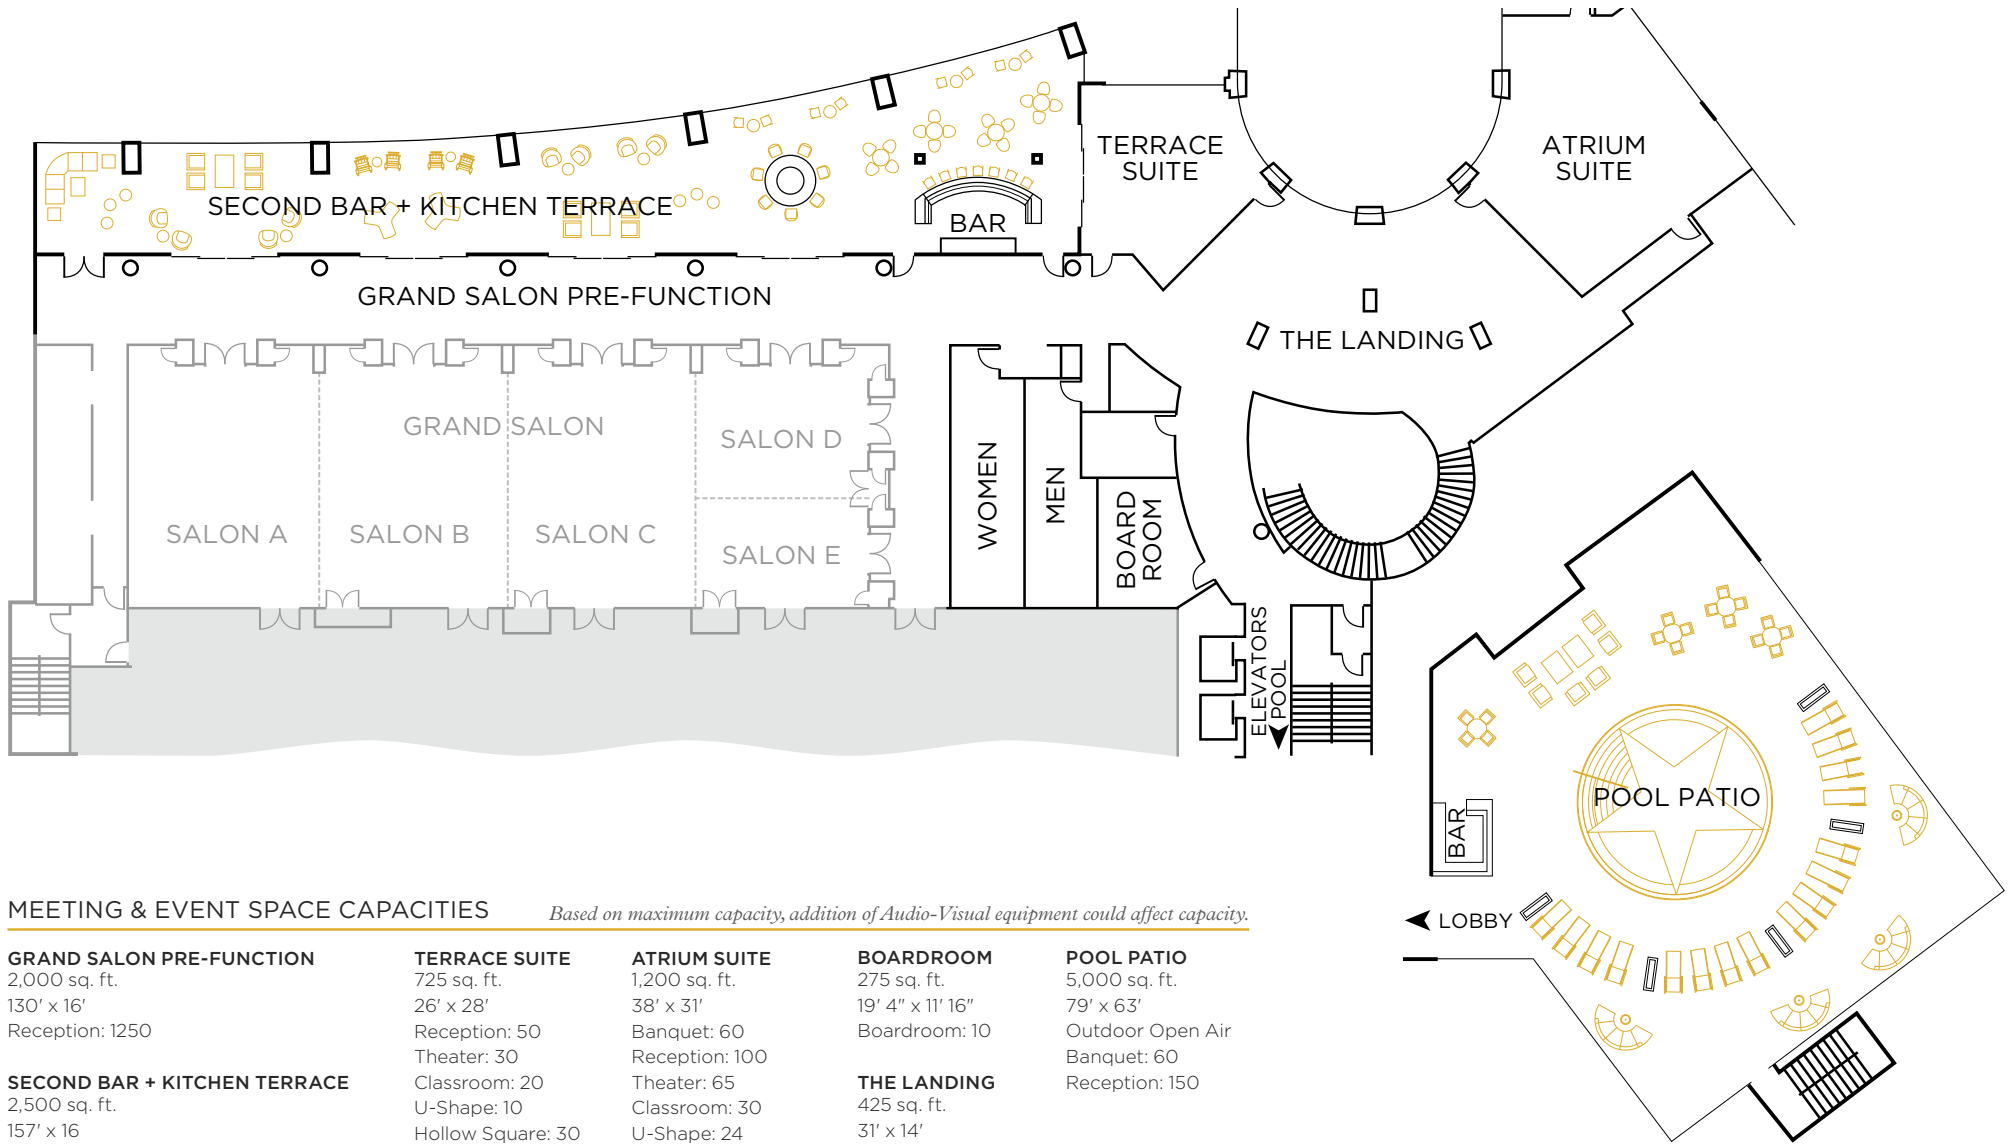 TERRACE
SUITE
ATRIUM
SUITE
SECOND BAR + KITCHEN TERRACE
BAR
GRAND SALON PRE-FUNCTION
THE LANDING
GRAND SALON
SALON A
SALON B
SALON C
SALON D
SALON E
WOMEN
MEN
BOARD
ROOM
ELEVATORS
POOL
POOL PATIO
BAR
LOBBY
MEETING & EVENT SPACE CAPACITIES
Based on maximum capacity, addition of Audio-Visual equipment could affect capacity.
GRAND SALON PRE-FUNCTION
2,000 sq. ft.
130' x 16'
Reception: 1250
SECOND BAR + KITCHEN TERRACE
2,500 sq. ft.
157' x 16
TERRACE SUITE
725 sq. ft.
26' x 28'
Reception: 50
Theater: 30
Classroom: 20
U-Shape: 10
Hollow Square: 30
ATRIUM SUITE
1,200 sq. ft.
38' x 31'
Banquet: 60
Reception: 100
Theater: 65
Classroom: 30
U-Shape: 24
BOARDROOM
275 sq. ft.
19' 4" x 11' 16"
Boardroom: 10
THE LANDING
425 sq. ft.
31' x 14'
POOL PATIO
5,000 sq. ft.
79' x 63'
Outdoor Open Air
Banquet: 60
Reception: 150